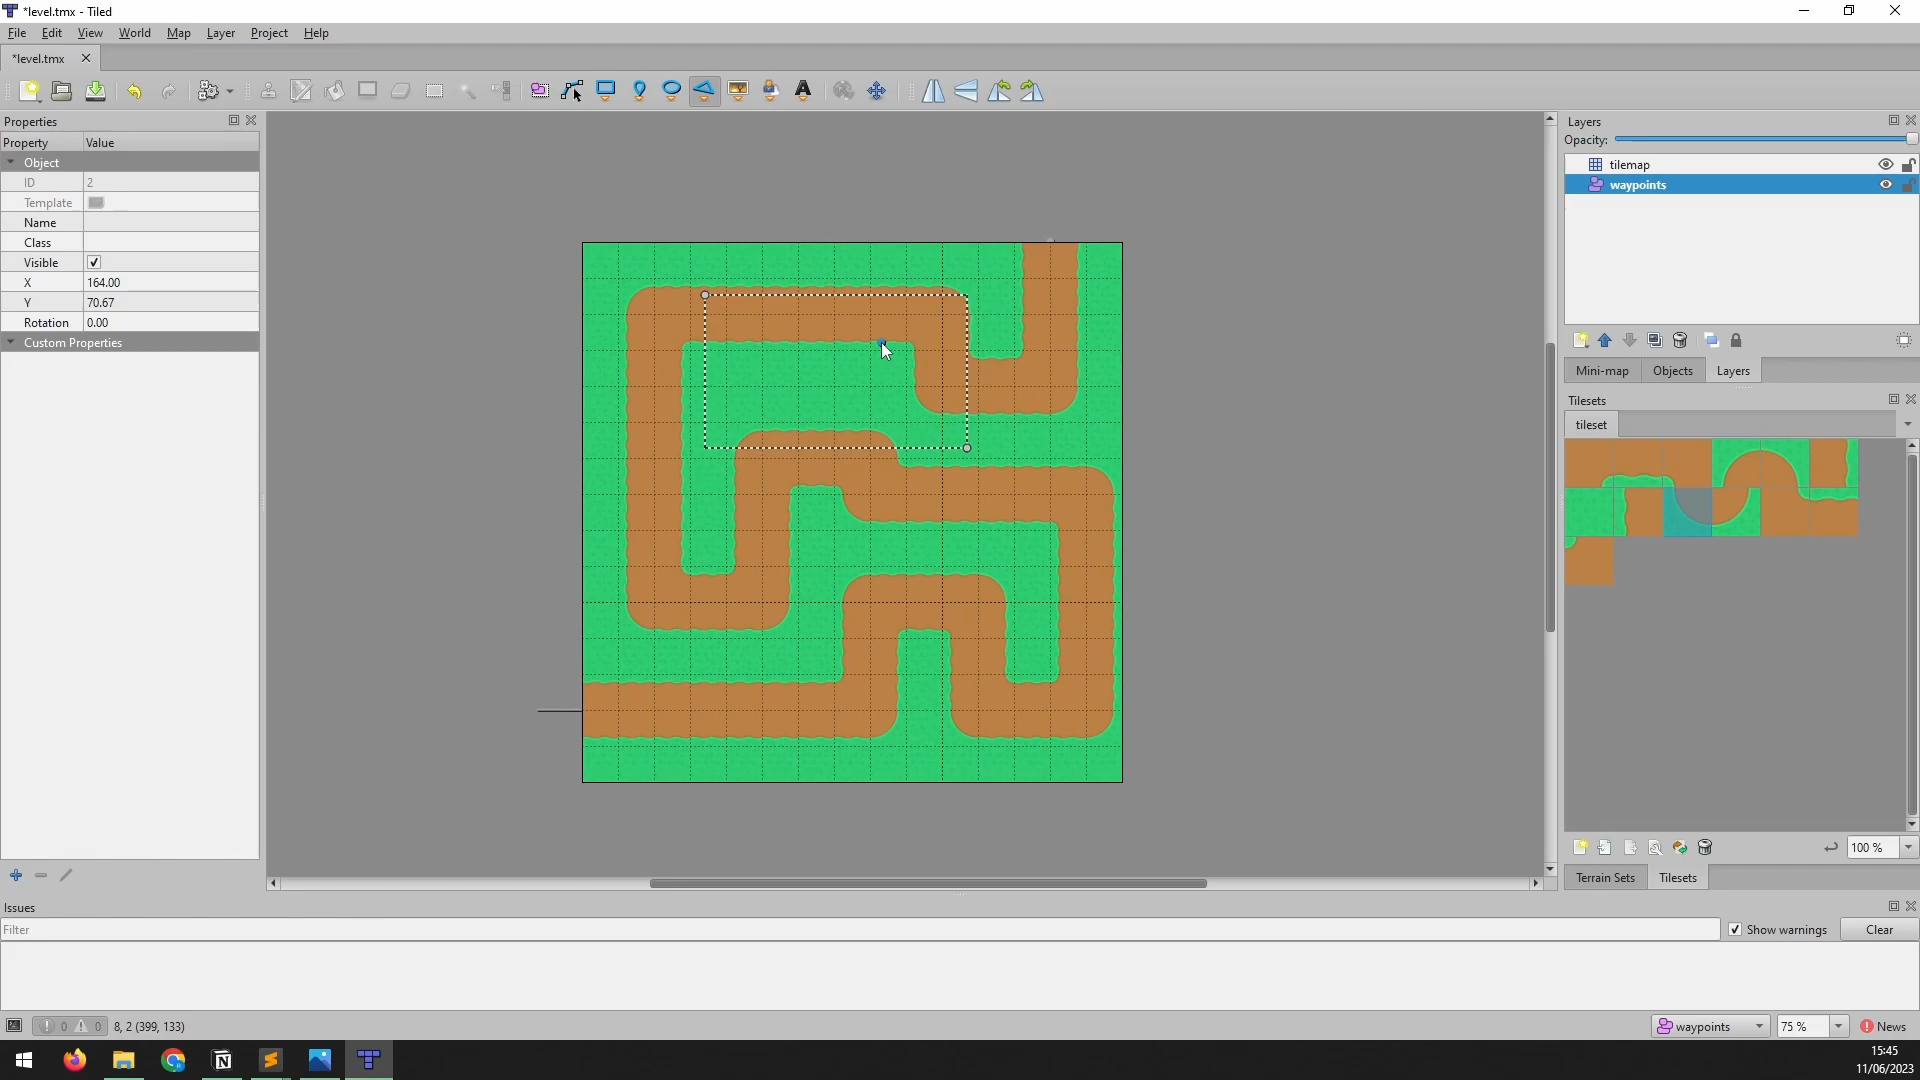 *level.tmx - Tiled
File Edit View World Map Layer Project Help
*level.tmx
Properties
Property Value
Object
ID 2
Template
Name
Class
Visible
X 164.00
Y 70.67
Rotation 0.00
Custom Properties
Layers
Opacity:
tilemap
waypoints
Mini-map Objects Layers
Tilesets
tileset
100 %
Terrain Sets Tilesets
Issues
Filter
Show warnings Clear
0 0 8, 2 (399, 133)
waypoints 75 % News
15:45
11/06/2023